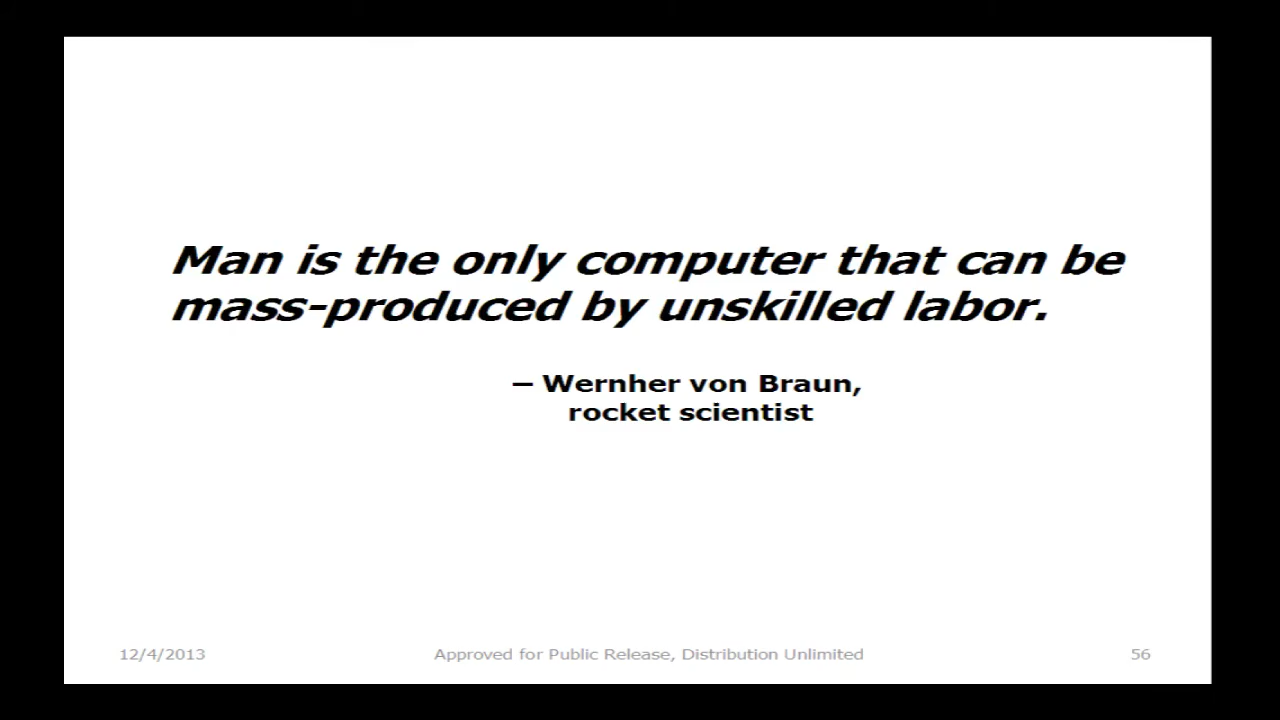 Man is the only computer that can be
mass-produced by unskilled labor.
– Wernher von Braun,
rocket scientist
12/4/2013 Approved for Public Release, Distribution Unlimited 56